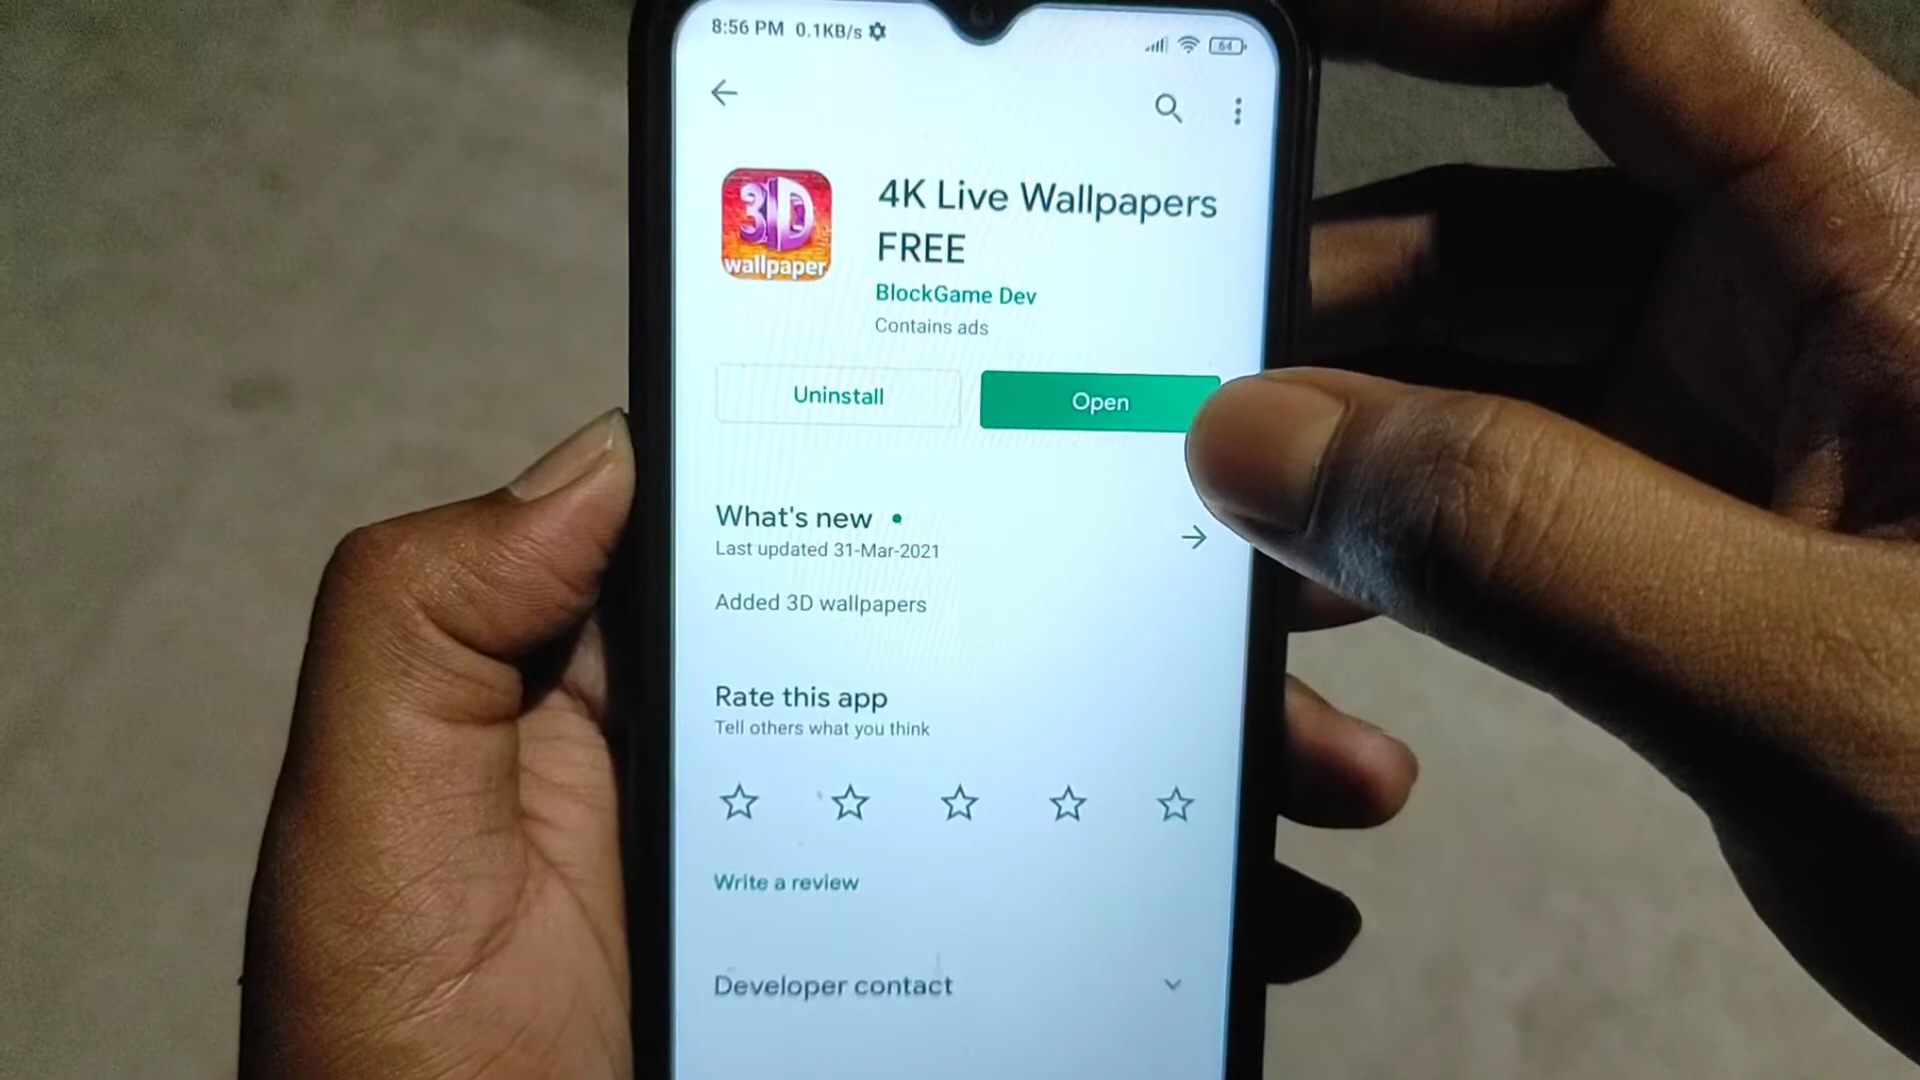 8:56 PM 0.1KB/s
64
3D
wallpaper
4K Live Wallpapers
FREE
BlockGame Dev
Contains ads
Uninstall
Open
What's new
Last updated 31-Mar-2021
Added 3D wallpapers
Rate this app
Tell others what you think
Write a review
Developer contact